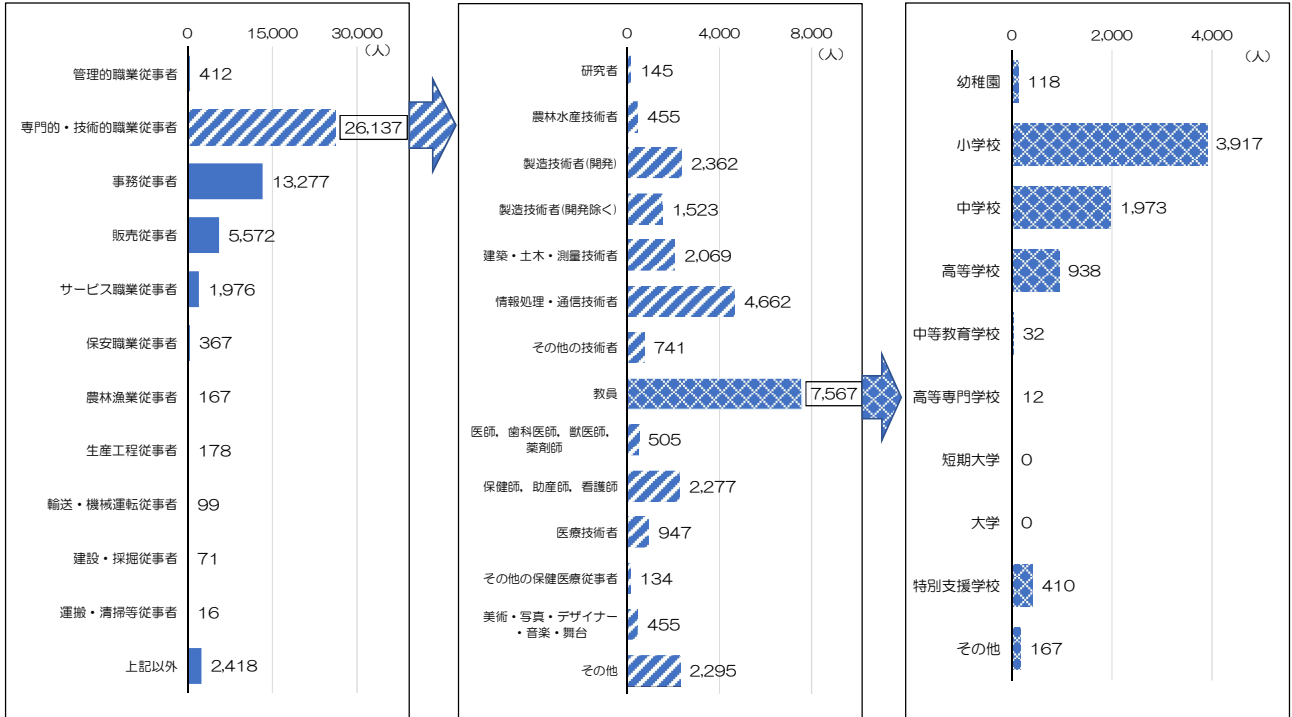 0 15,000 30,000
（人）
管理的職業従事者 412
専門的・技術的職業従事者 26,137
事務従事者 13,277
販売従事者 5,572
サービス職業従事者 1,976
保安職業従事者 367
農林漁業従事者 167
生産工程従事者 178
輸送・機械運転従事者 99
建設・採掘従事者 71
運搬・清掃等従事者 16
上記以外 2,418
0 4,000 8,000
（人）
研究者 145
農林水産技術者 455
製造技術者(開発) 2,362
製造技術者(開発除く) 1,523
建築・土木・測量技術者 2,069
情報処理・通信技術者 4,662
その他の技術者 741
教員 7,567
医師，歯科医師，獣医師，
薬剤師 505
保健師，助産師，看護師 2,277
医療技術者 947
その他の保健医療従事者 134
美術・写真・デザイナー
・音楽・舞台 455
その他 2,295
0 2,000 4,000
（人）
幼稚園 118
小学校 3,917
中学校 1,973
高等学校 938
中等教育学校 32
高等専門学校 12
短期大学 0
大学 0
特別支援学校 410
その他 167